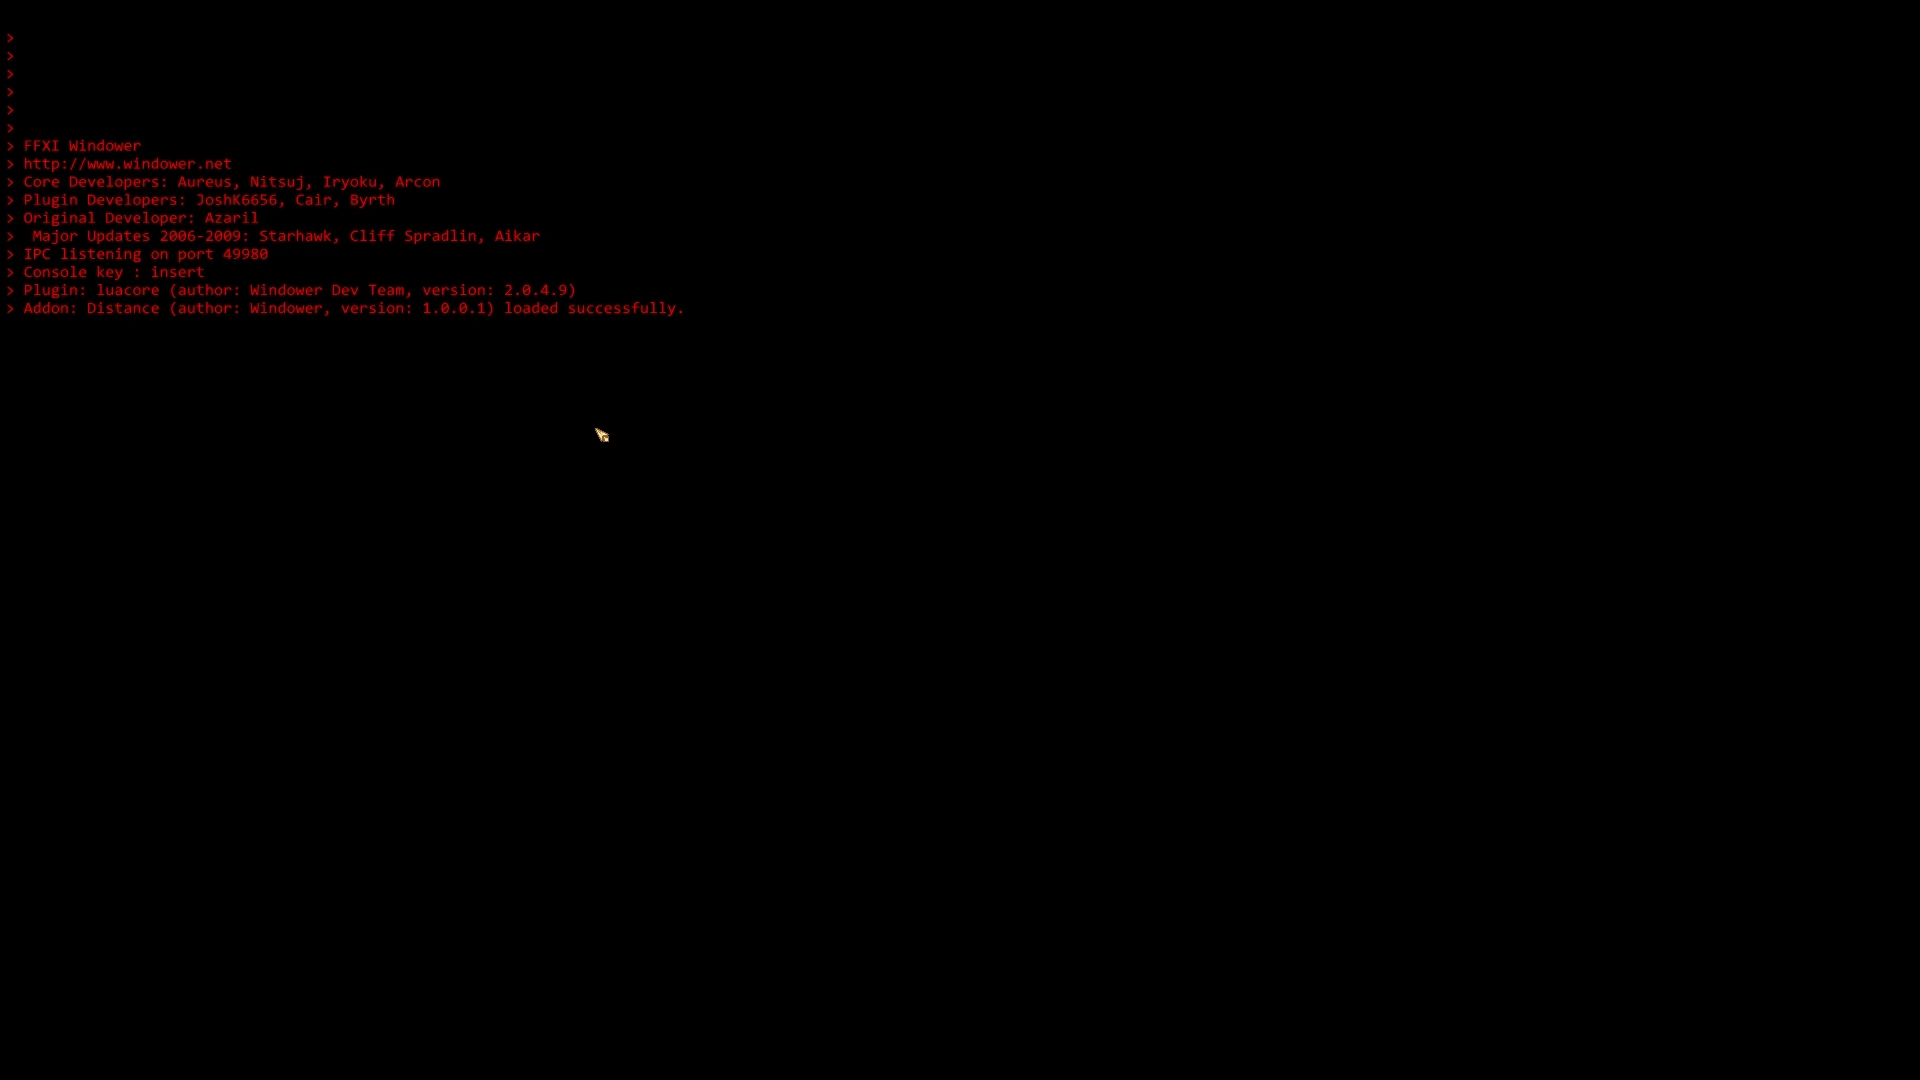 >
>
>
>
>
>
> FFXI Windower
> http://www.windower.net
> Core Developers: Aureus, Nitsuj, Iryoku, Arcon
> Plugin Developers: JoshK6656, Cair, Byrth
> Original Developer: Azaril
>  Major Updates 2006-2009: Starhawk, Cliff Spradlin, Aikar
> IPC listening on port 49980
> Console key : insert
> Plugin: luacore (author: Windower Dev Team, version: 2.0.4.9)
> Addon: Distance (author: Windower, version: 1.0.0.1) loaded successfully.